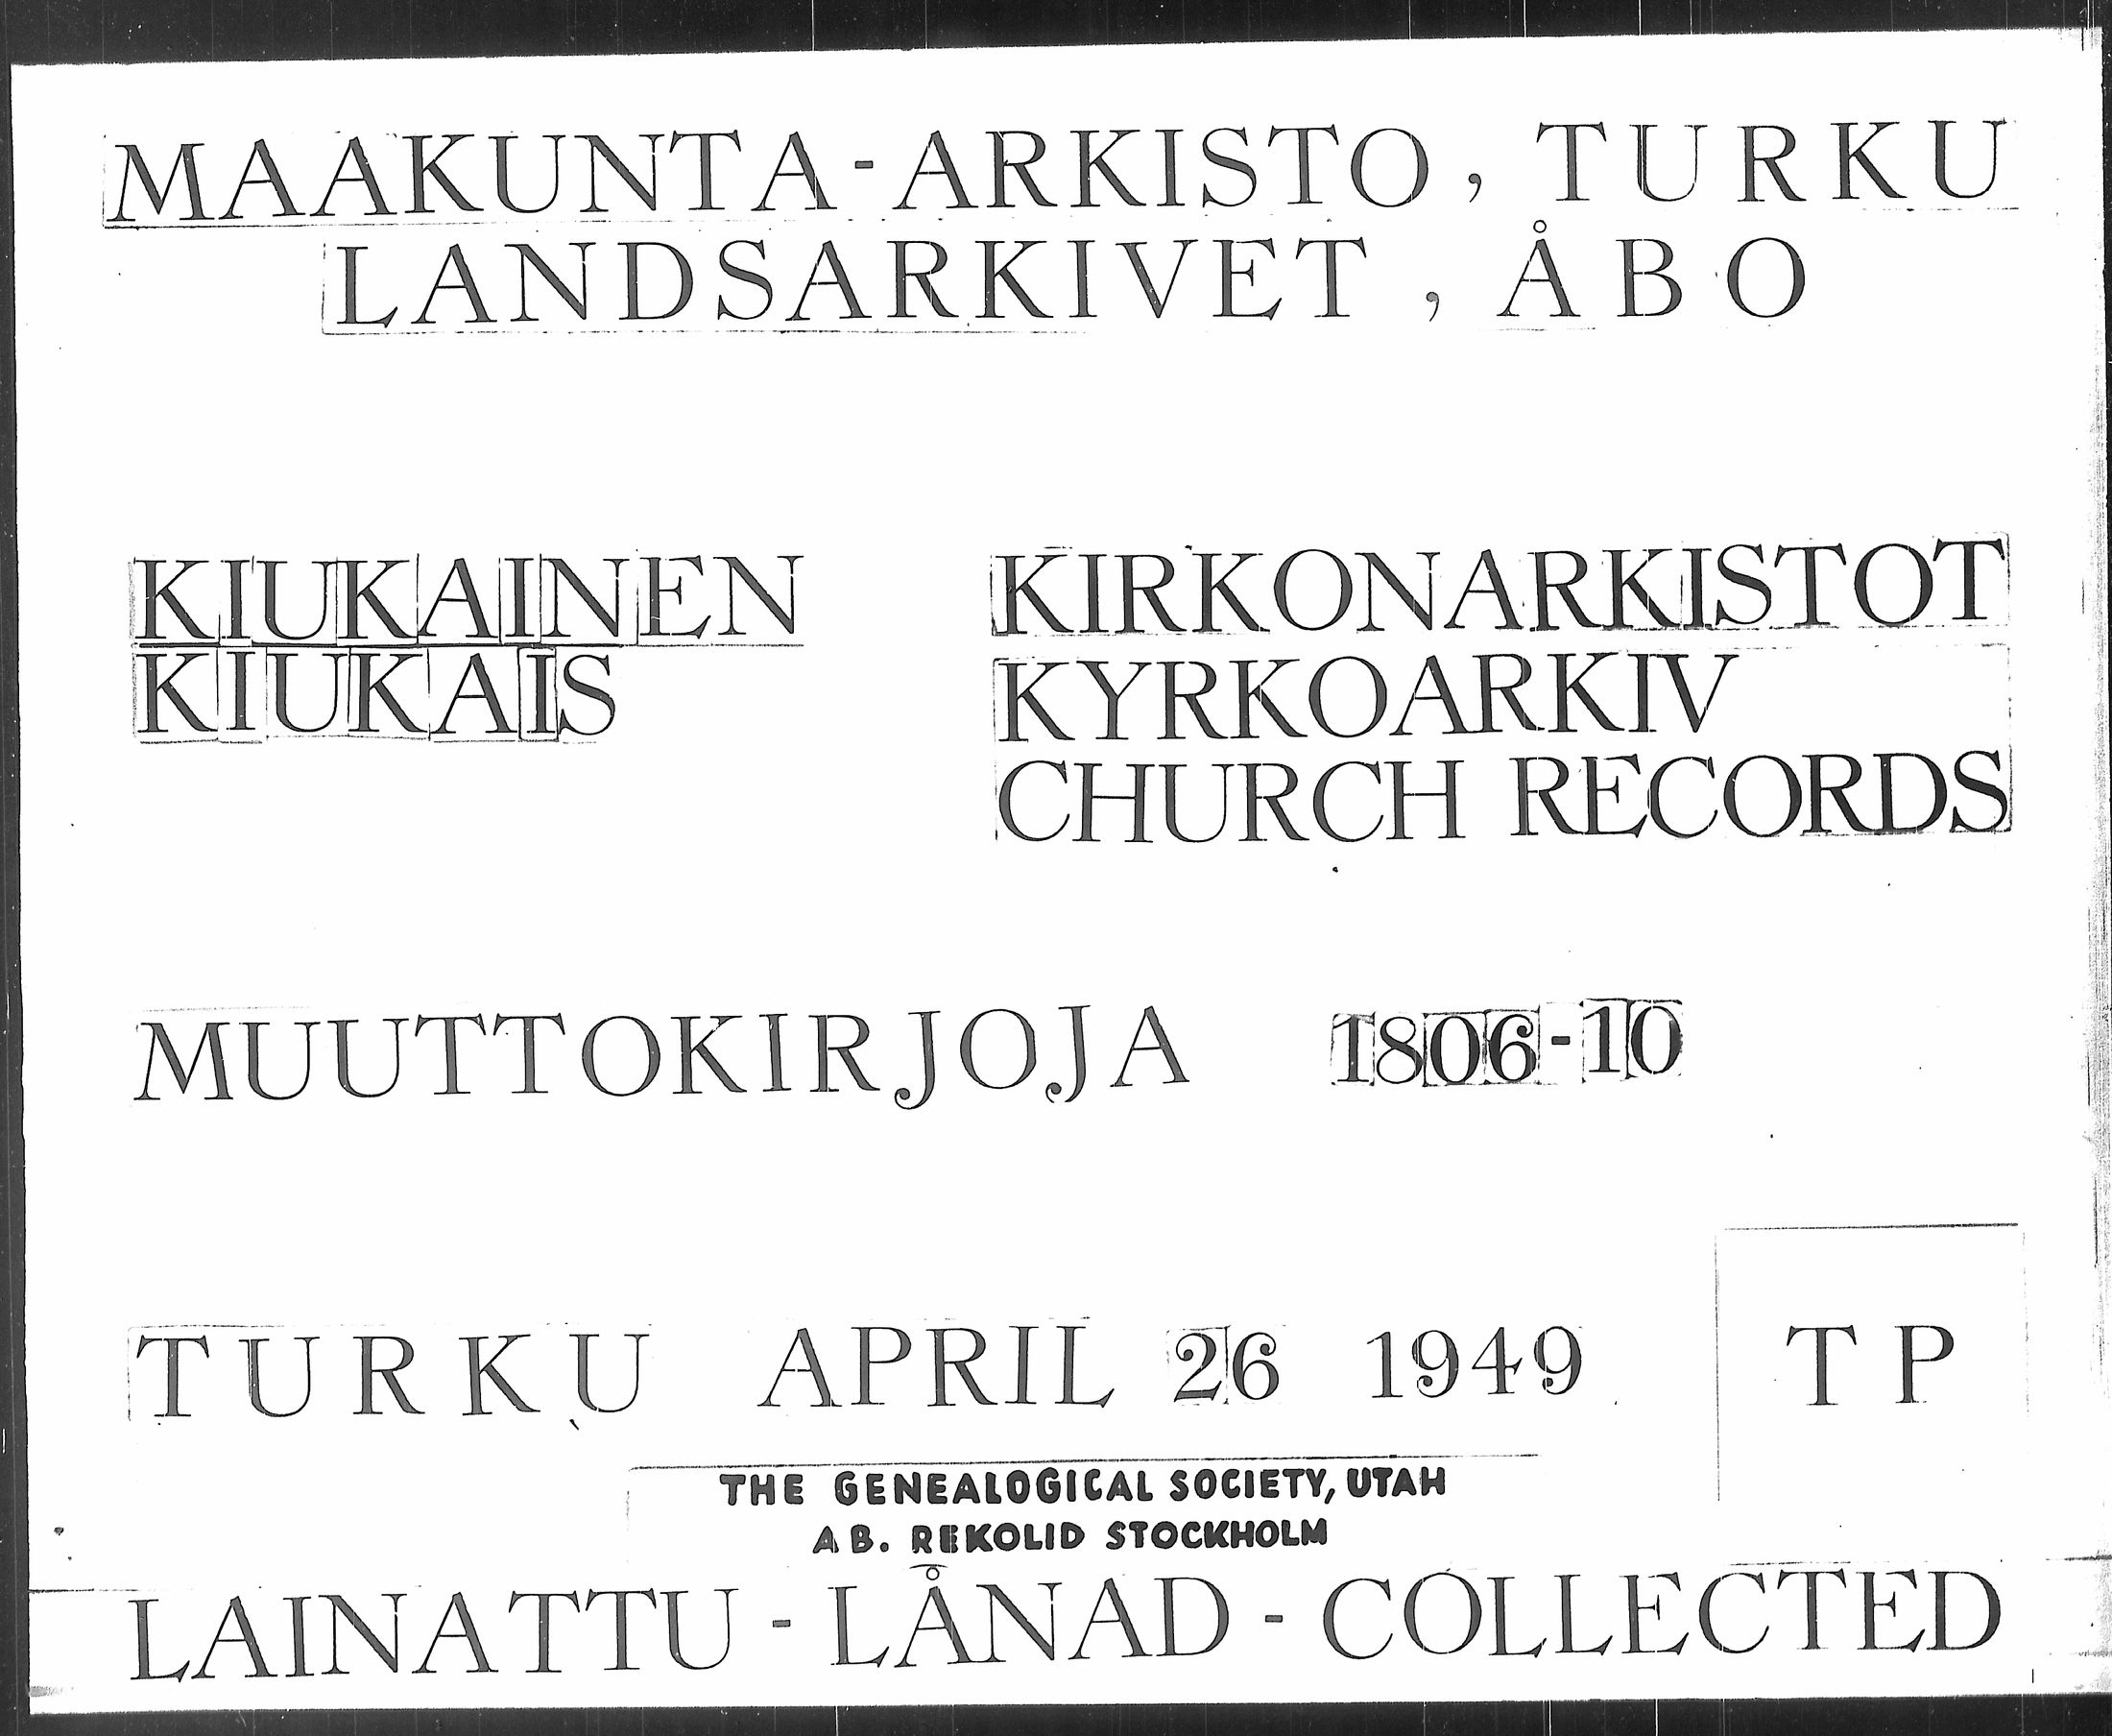 MAAKUNTA-ARKISTO, TURKU
LANDSARKIVET, ÅBO
KIUKAINEN
KIUKAIS
KIRKONARKISTOT
KYRKOARKIV
CHURCH RECORDS
MUUTTOKIRJOJA 1806-10
TURKU APRIL 26 1949
TP
THE GENEALOGICAL SOCIETY, UTAH
AB. REKOLID STOCKHOLM
LAINATTU - LÅNAD - COLLECTED